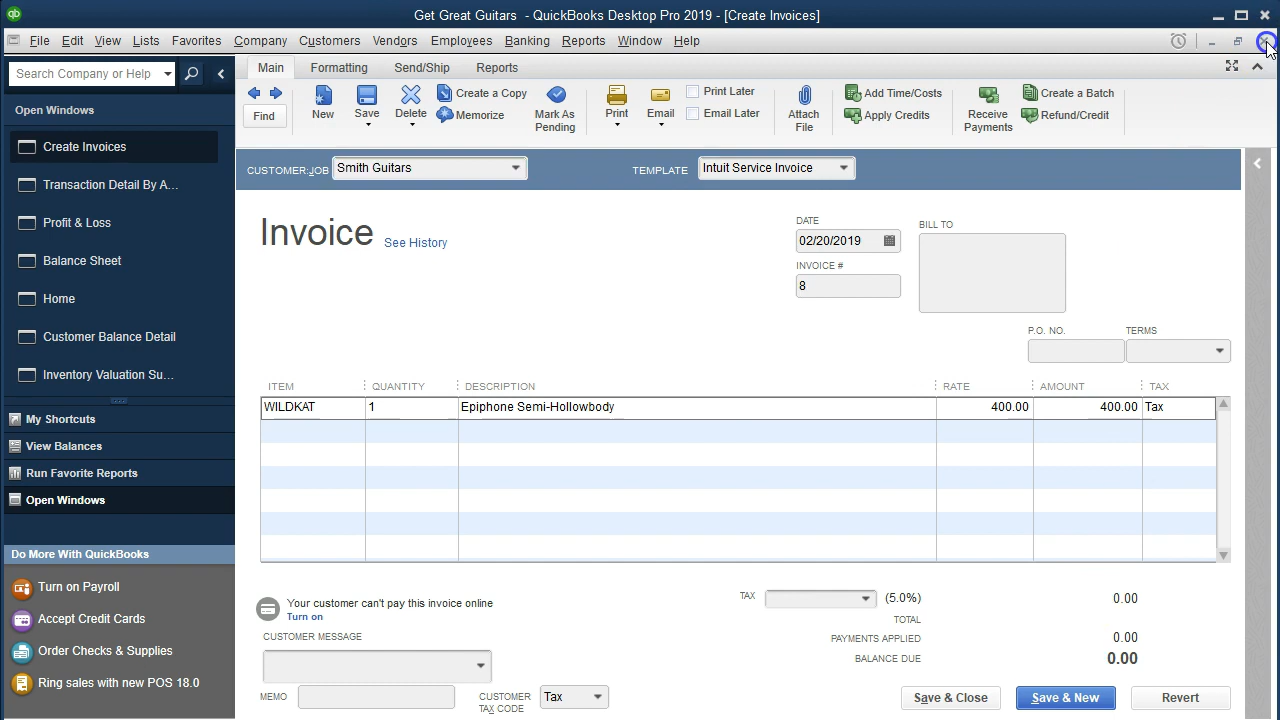 Get Great Guitars - QuickBooks Desktop Pro 2019 - [Create Invoices]
File Edit View Lists Favorites Company Customers Vendors Employees Banking Reports Window Help
Search Company or Help
Main Formatting Send/Ship Reports
Find
New
Save
Delete
Create a Copy
Memorize
Mark As
Pending
Print
Email
Print Later
Email Later
Attach
File
Add Time/Costs
Apply Credits
Receive
Payments
Create a Batch
Refund/Credit
Open Windows
Create Invoices
Transaction Detail By A...
Profit & Loss
Balance Sheet
Home
Customer Balance Detail
Inventory Valuation Su...
My Shortcuts
View Balances
Run Favorite Reports
Open Windows
Do More With QuickBooks
Turn on Payroll
Accept Credit Cards
Order Checks & Supplies
Ring sales with new POS 18.0
CUSTOMER:JOB Smith Guitars TEMPLATE Intuit Service Invoice
Invoice See History
DATE
02/20/2019
INVOICE #
8
BILL TO
P.O. NO. TERMS
ITEM QUANTITY DESCRIPTION RATE AMOUNT TAX
WILDKAT 1 Epiphone Semi-Hollowbody 400.00 400.00 Tax
Your customer can't pay this invoice online
Turn on
TAX (5.0%) 0.00
TOTAL
CUSTOMER MESSAGE
PAYMENTS APPLIED 0.00
BALANCE DUE 0.00
MEMO
CUSTOMER
TAX CODE
Tax
Save & Close Save & New Revert